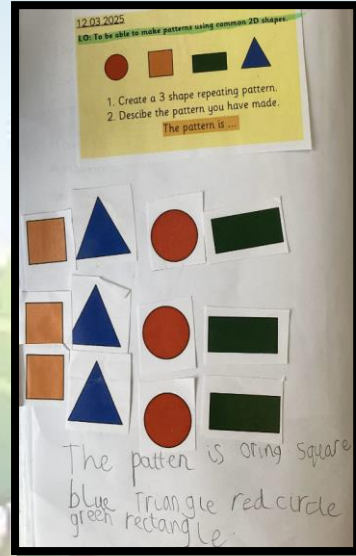 12.03.2025
LO: To be able to make patterns using common 2D shapes.
1. Create a 3 shape repeating pattern.
2. Descibe the pattern you have made.
The pattern is ...
The patten is oring square
blue Triangle red circle
green rectangle.